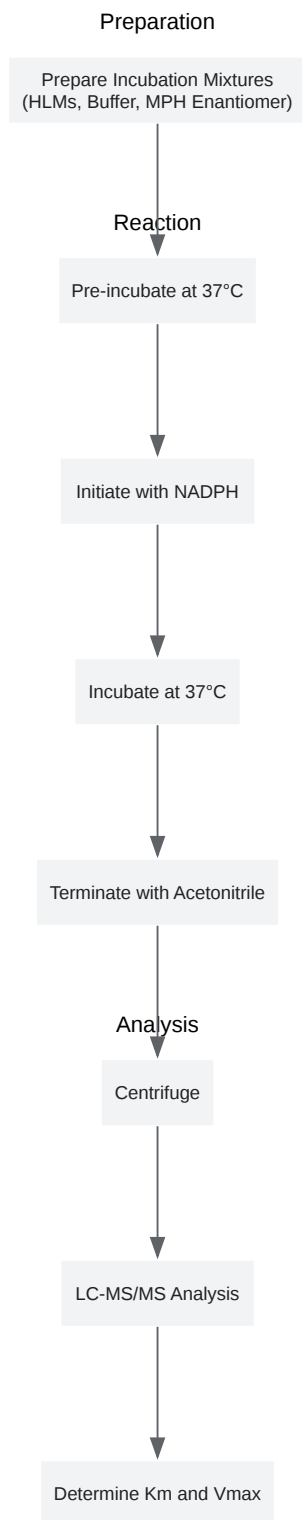 Preparation
Prepare Incubation Mixtures
(HLMs, Buffer, MPH Enantiomer)
Reaction
Pre-incubate at 37°C
Initiate with NADPH
Incubate at 37°C
Terminate with Acetonitrile
Analysis
Centrifuge
LC-MS/MS Analysis
Determine Km and Vmax